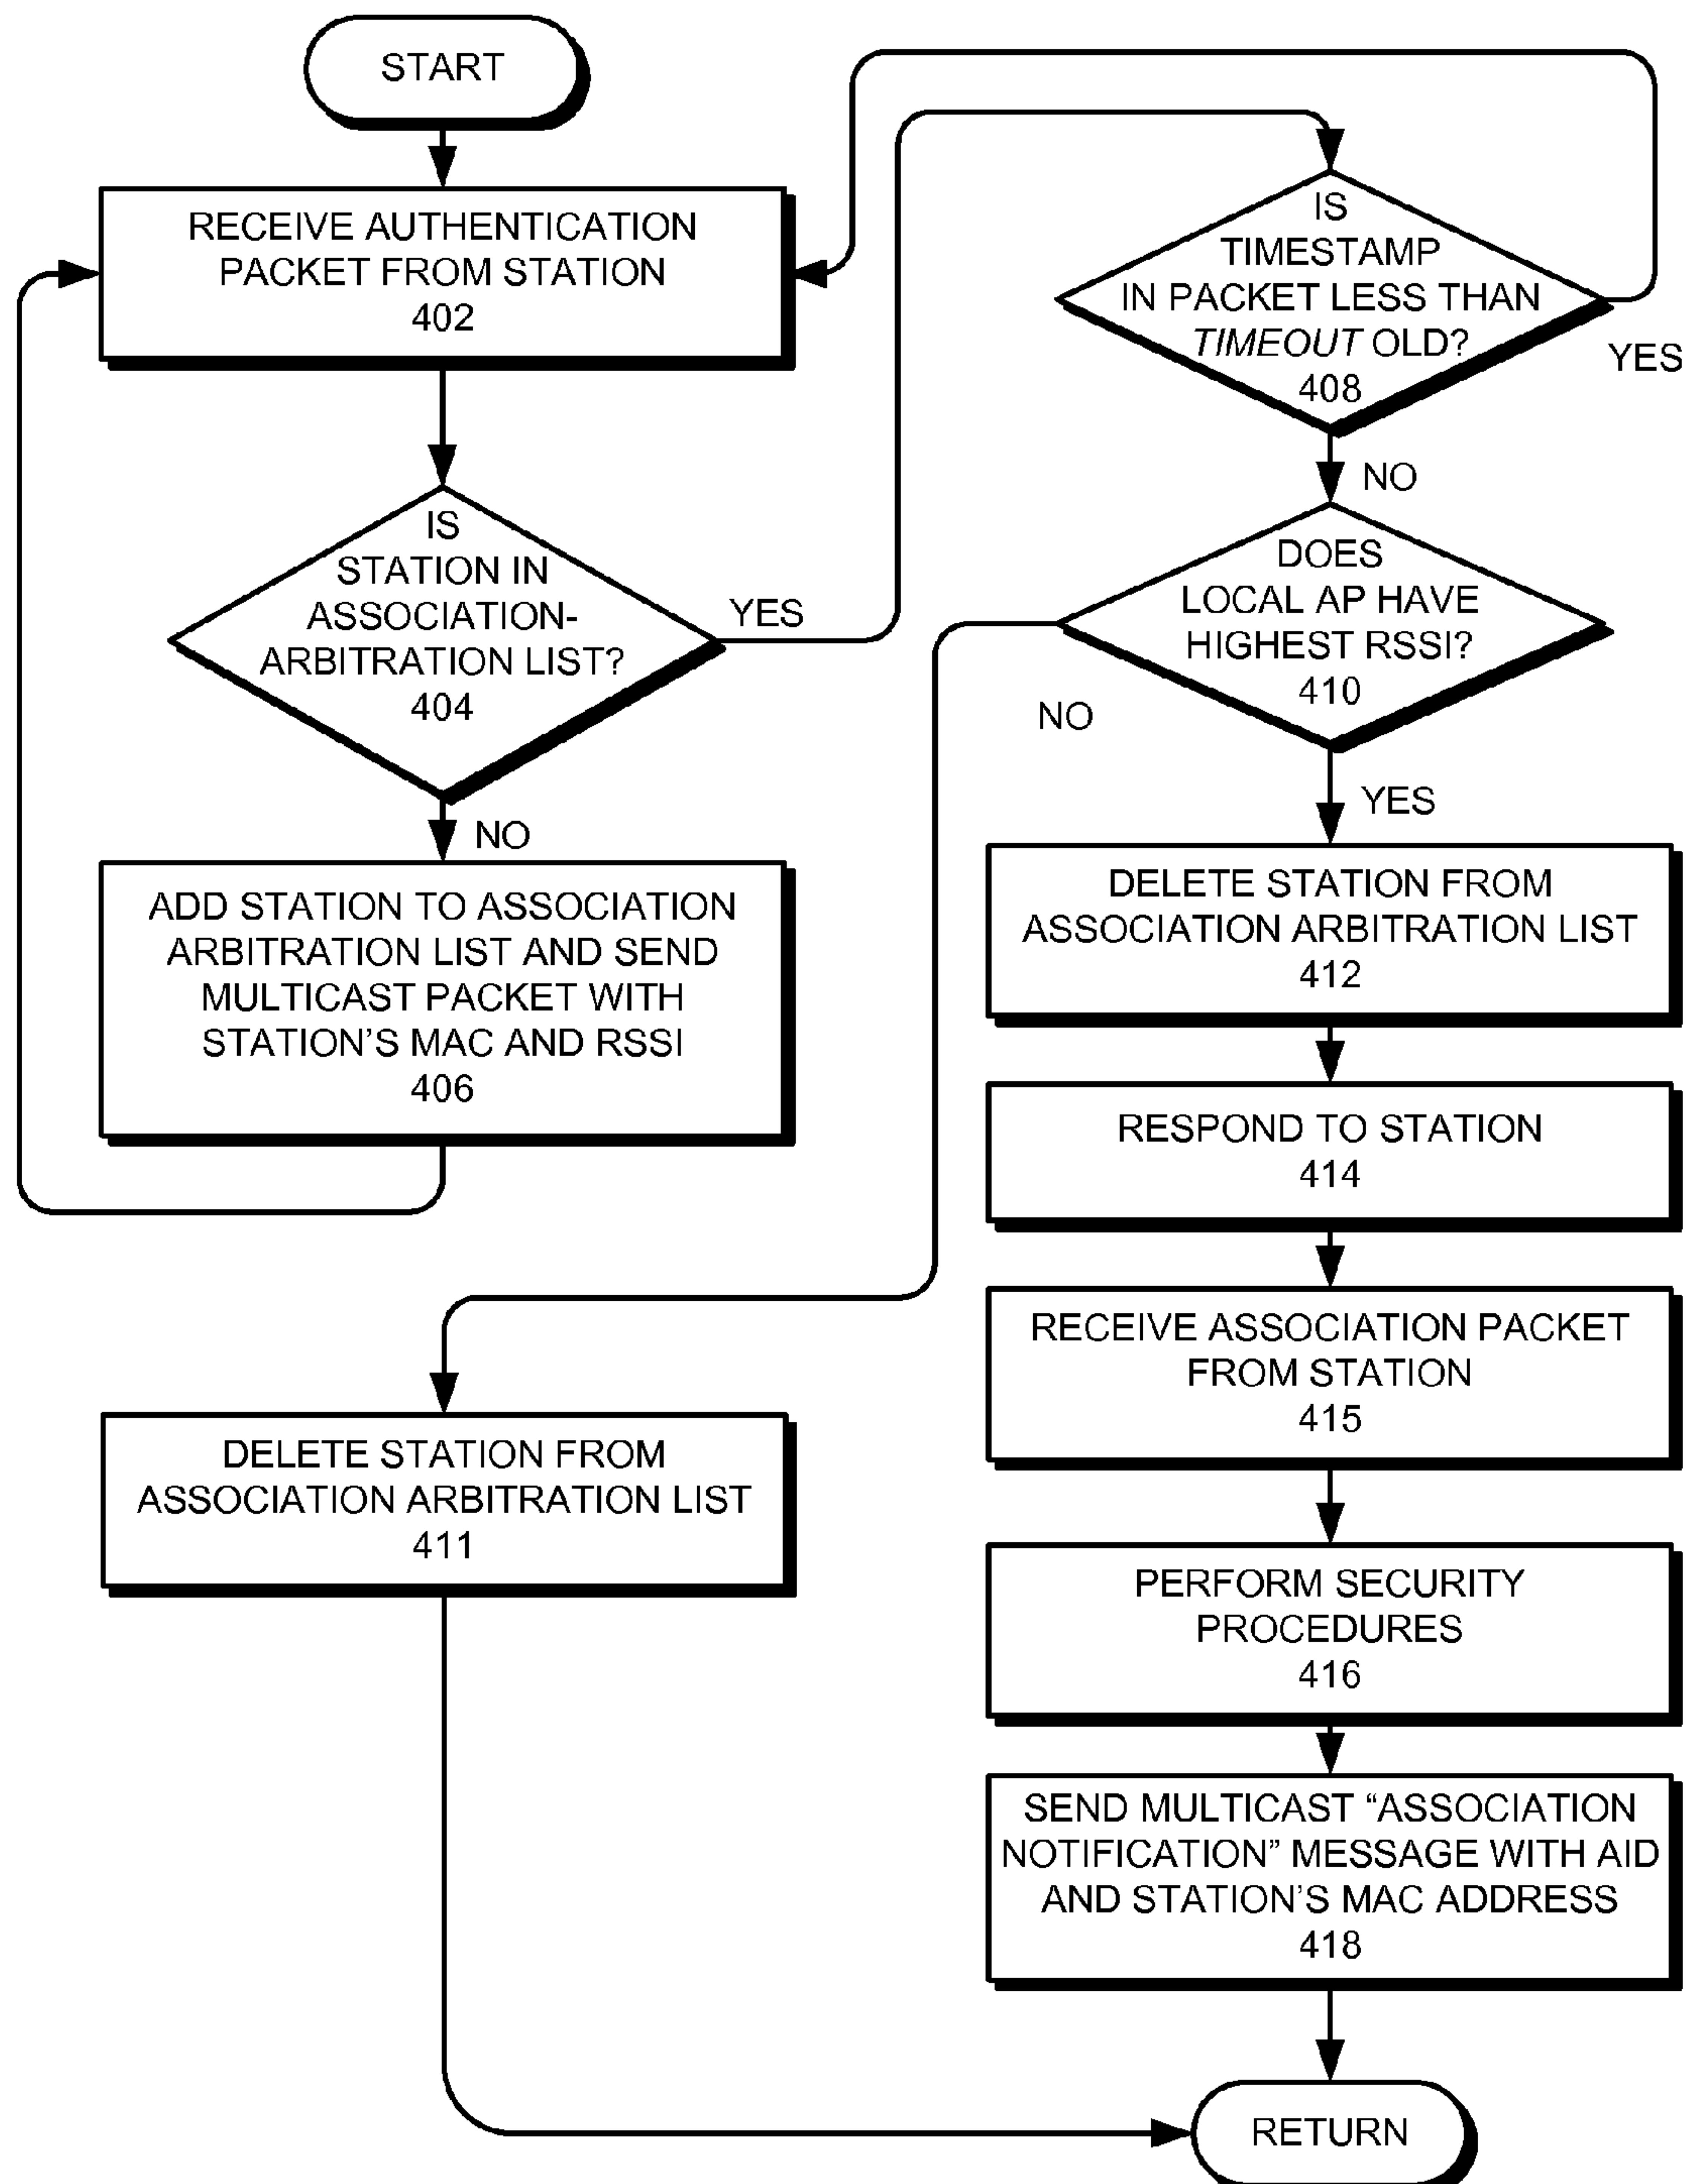 START
RECEIVE AUTHENTICATION
PACKET FROM STATION
402
IS
STATION IN
ASSOCIATION-
ARBITRATION LIST?
404
YES
NO
ADD STATION TO ASSOCIATION
ARBITRATION LIST AND SEND
MULTICAST PACKET WITH
STATION'S MAC AND RSSI
406
IS
TIMESTAMP
IN PACKET LESS THAN
TIMEOUT OLD?
408
YES
NO
DOES
LOCAL AP HAVE
HIGHEST RSSI?
410
NO
YES
DELETE STATION FROM
ASSOCIATION ARBITRATION LIST
411
DELETE STATION FROM
ASSOCIATION ARBITRATION LIST
412
RESPOND TO STATION
414
RECEIVE ASSOCIATION PACKET
FROM STATION
415
PERFORM SECURITY
PROCEDURES
416
SEND MULTICAST “ASSOCIATION
NOTIFICATION” MESSAGE WITH AID
AND STATION'S MAC ADDRESS
418
RETURN